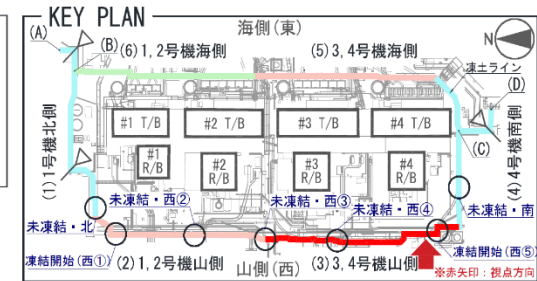 KEY PLAN
海側(東)
N
(A)
(B)
(6)1,2号機海側
(5)3,4号機海側
凍土ライン
(D)
#1 T/B
#2 T/B
#3 T/B
#4 T/B
(C)
(1)1号機北側
(4)4号機南側
#1
R/B
#2
R/B
#3
R/B
#4
R/B
未凍結・西②
未凍結・西③
未凍結・西④
未凍結・南
未凍結・北
凍結開始(西①)
(2)1,2号機山側
山側(西)
(3)3,4号機山側
凍結開始(西⑤)
※赤矢印:視点方向